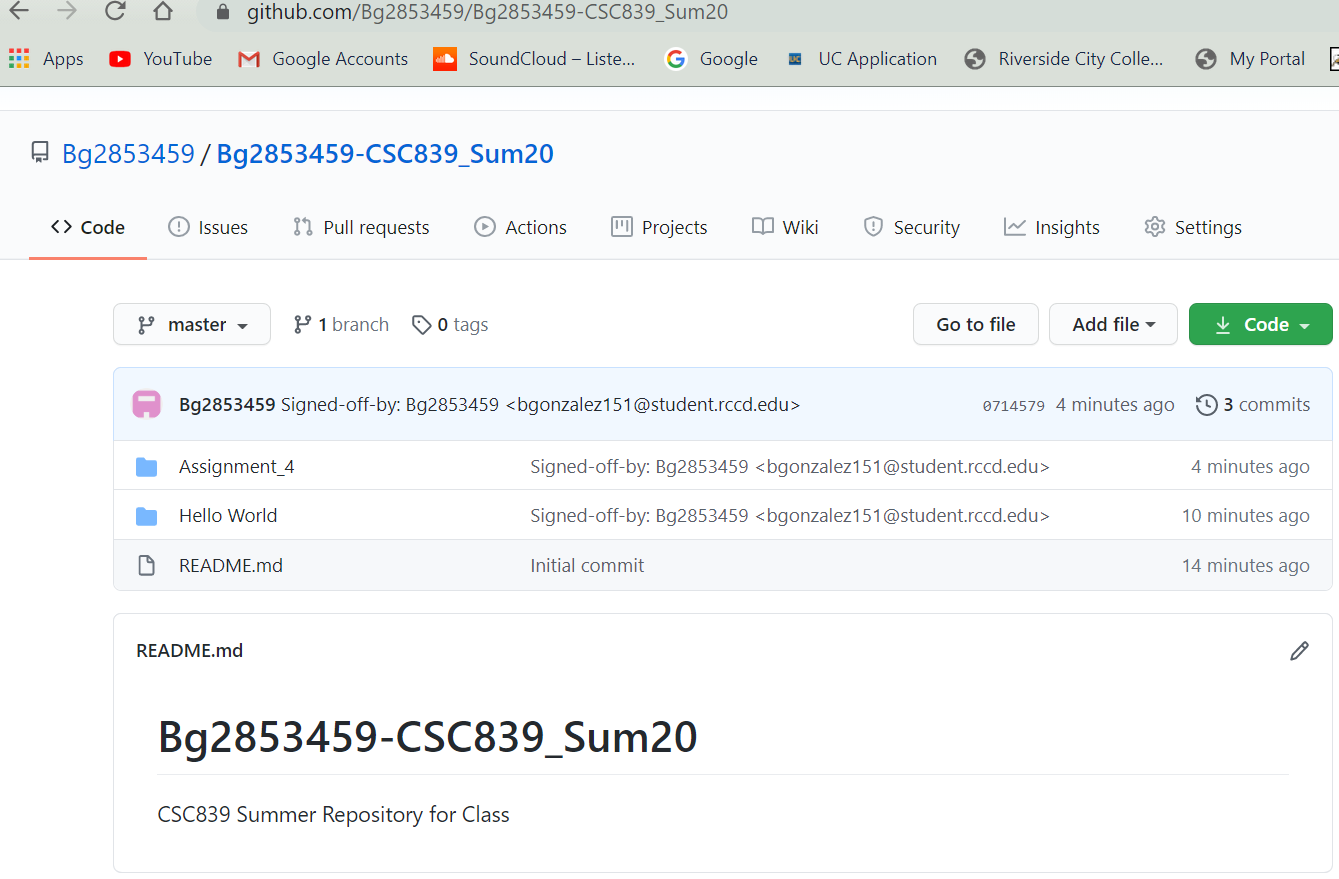 github.com/Bg2853459/Bg2853459-CSC839_Sum20
Apps YouTube Google Accounts SoundCloud – Liste... Google UC Application Riverside City Colle... My Portal
Bg2853459 / Bg2853459-CSC839_Sum20
<> Code Issues Pull requests Actions Projects Wiki Security Insights Settings
master 1 branch 0 tags Go to file Add file Code
Bg2853459 Signed-off-by: Bg2853459 <bgonzalez151@student.rccd.edu> 0714579 4 minutes ago 3 commits
Assignment_4 Signed-off-by: Bg2853459 <bgonzalez151@student.rccd.edu> 4 minutes ago
Hello World Signed-off-by: Bg2853459 <bgonzalez151@student.rccd.edu> 10 minutes ago
README.md Initial commit 14 minutes ago
README.md
Bg2853459-CSC839_Sum20
CSC839 Summer Repository for Class